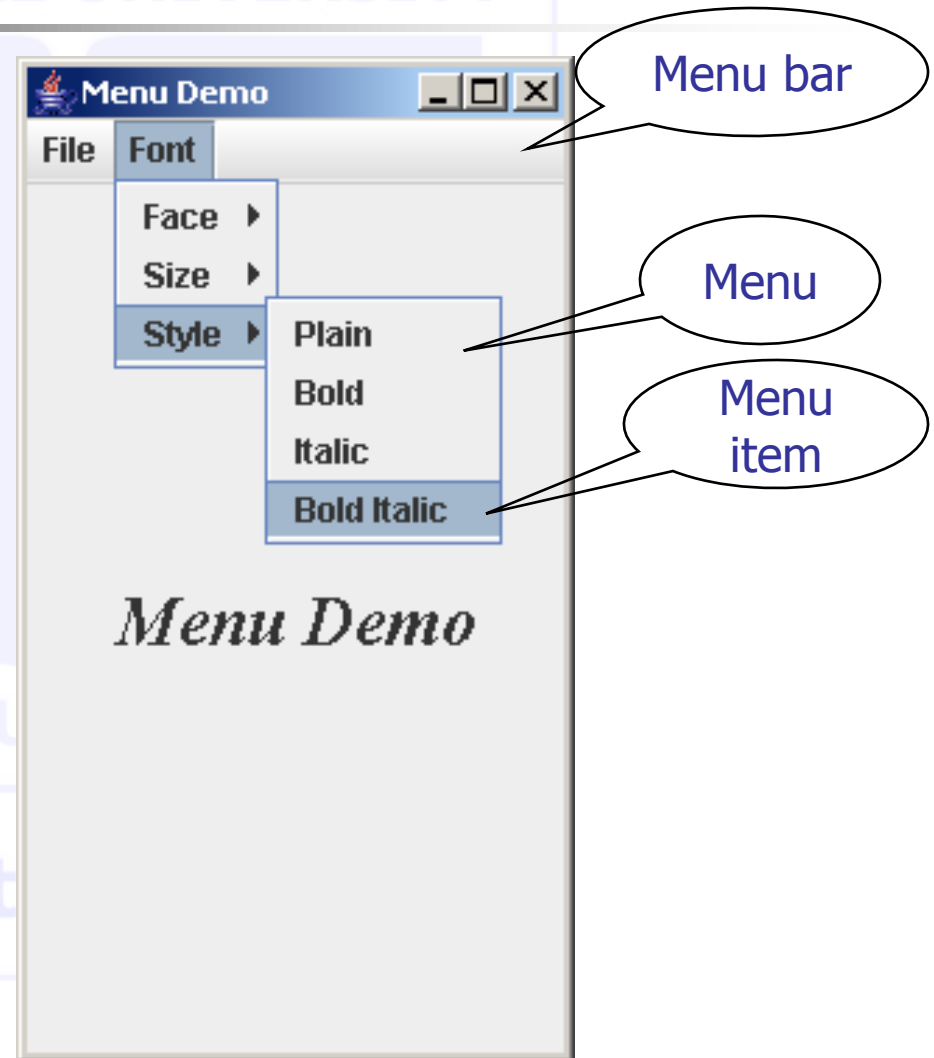 Menu Demo
File Font
Face
Size
Style
Plain
Bold
Italic
Bold Italic
Menu Demo
Menu bar
Menu
Menu
item